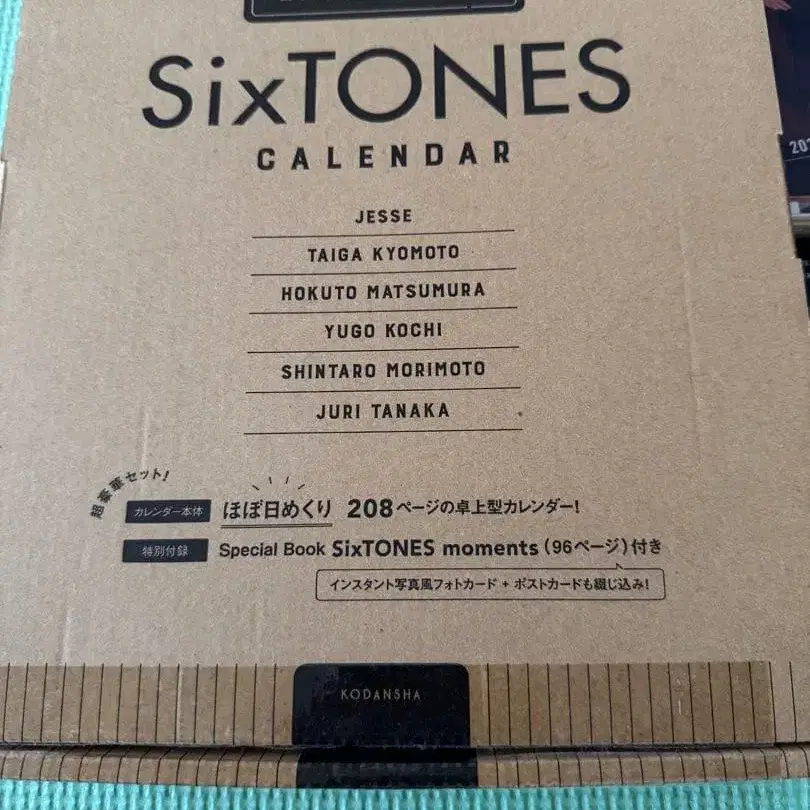 SixTONES
CALENDAR
JESSE
TAIGA KYOMOTO
HOKUTO MATSUMURA
YUGO KOCHI
SHINTARO MORIMOTO
JURI TANAKA
超豪華セット!
カレンダー本体 ほぼ日めくり 208ページの卓上型カレンダー!
特別付録 Special Book SixTONES moments (96ページ)付き
インスタント写真風フォトカード + ポストカードも綴じ込み!
KODANSHA